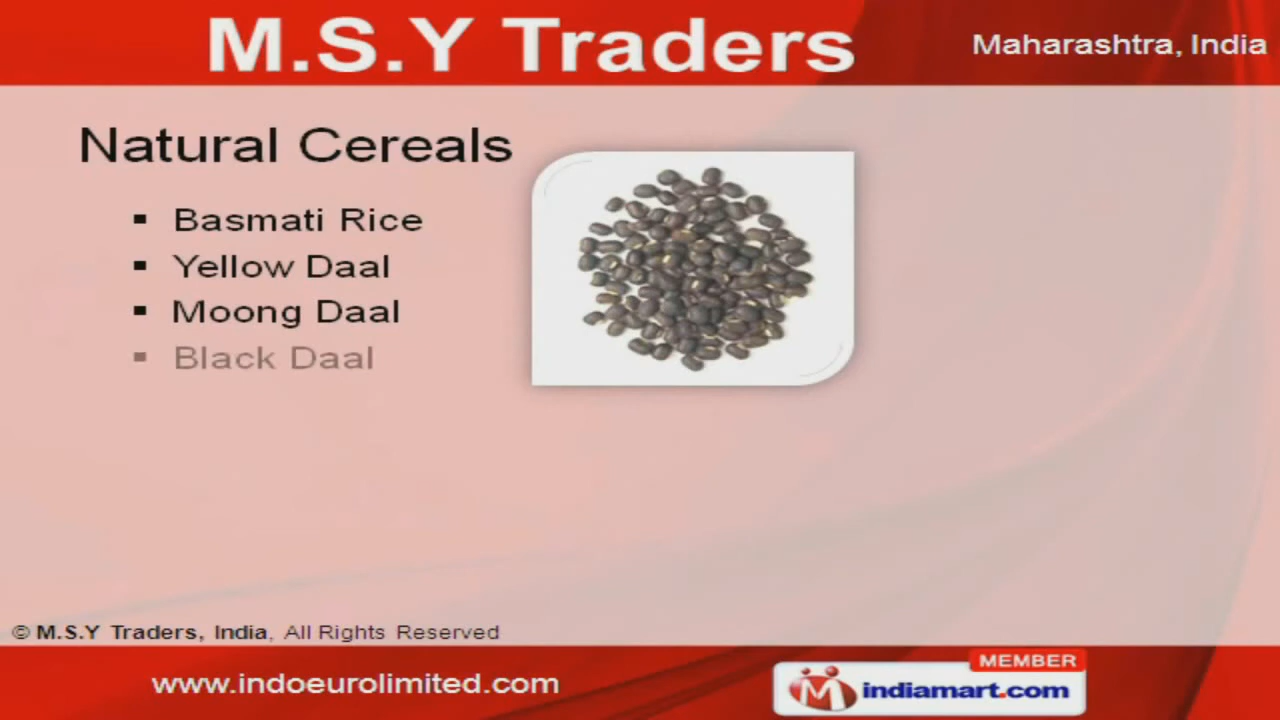 M.S.Y Traders
Maharashtra, India
Natural Cereals
▪ Basmati Rice
▪ Yellow Daal
▪ Moong Daal
▪ Black Daal
© M.S.Y Traders, India, All Rights Reserved
www.indoeurolimited.com
MEMBER
indiamart.com